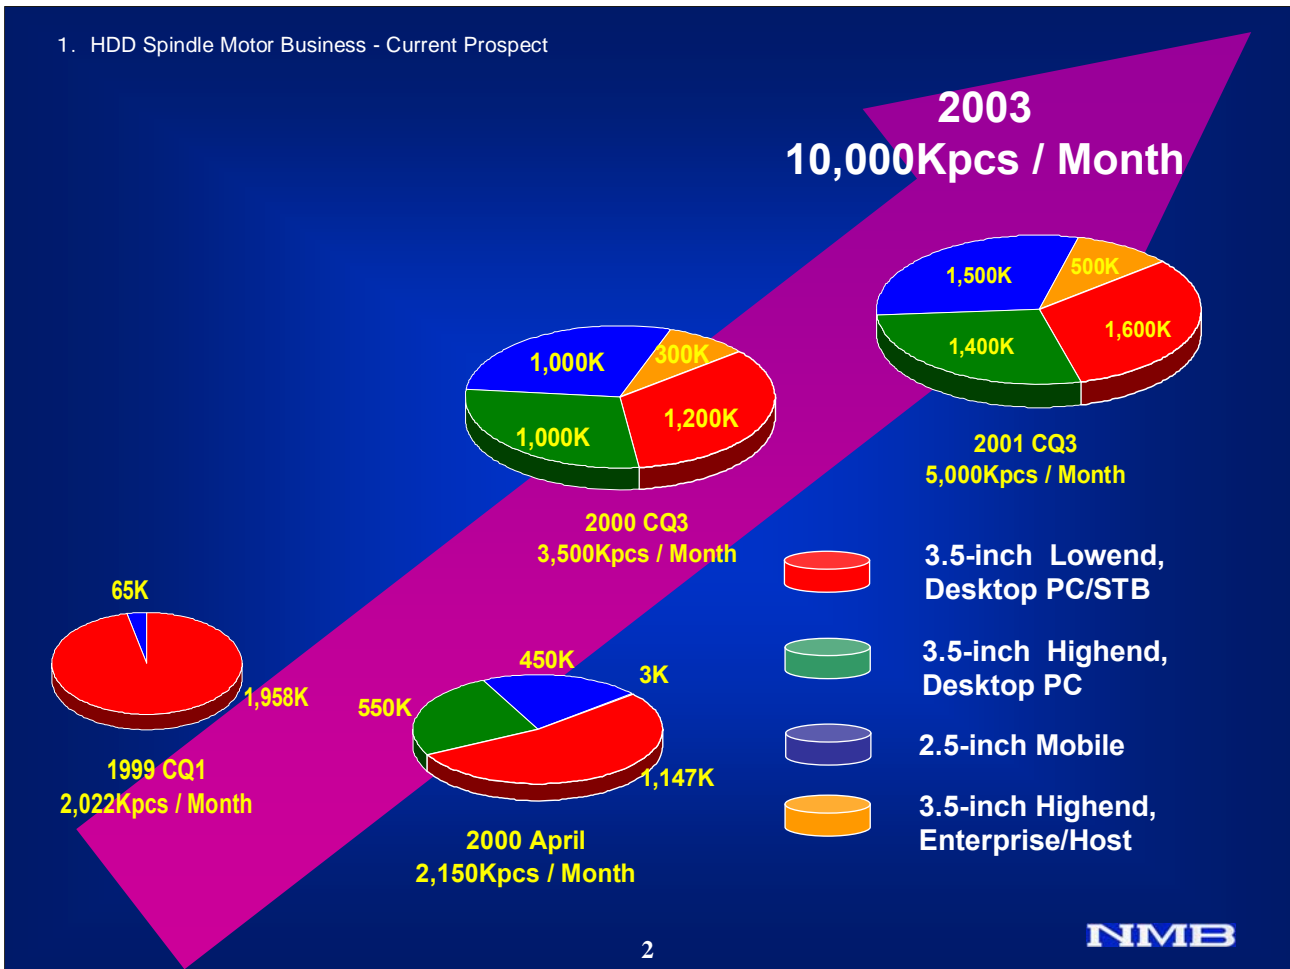 1. HDD Spindle Motor Business - Current Prospect
2003
10,000Kpcs / Month
1,500K
500K
1,600K
1,400K
2001 CQ3
5,000Kpcs / Month
1,000K
300K
1,200K
1,000K
2000 CQ3
3,500Kpcs / Month
65K
1,958K
1999 CQ1
2,022Kpcs / Month
450K
3K
550K
1,147K
2000 April
2,150Kpcs / Month
3.5-inch Lowend,
Desktop PC/STB
3.5-inch Highend,
Desktop PC
2.5-inch Mobile
3.5-inch Highend,
Enterprise/Host
2
NMB